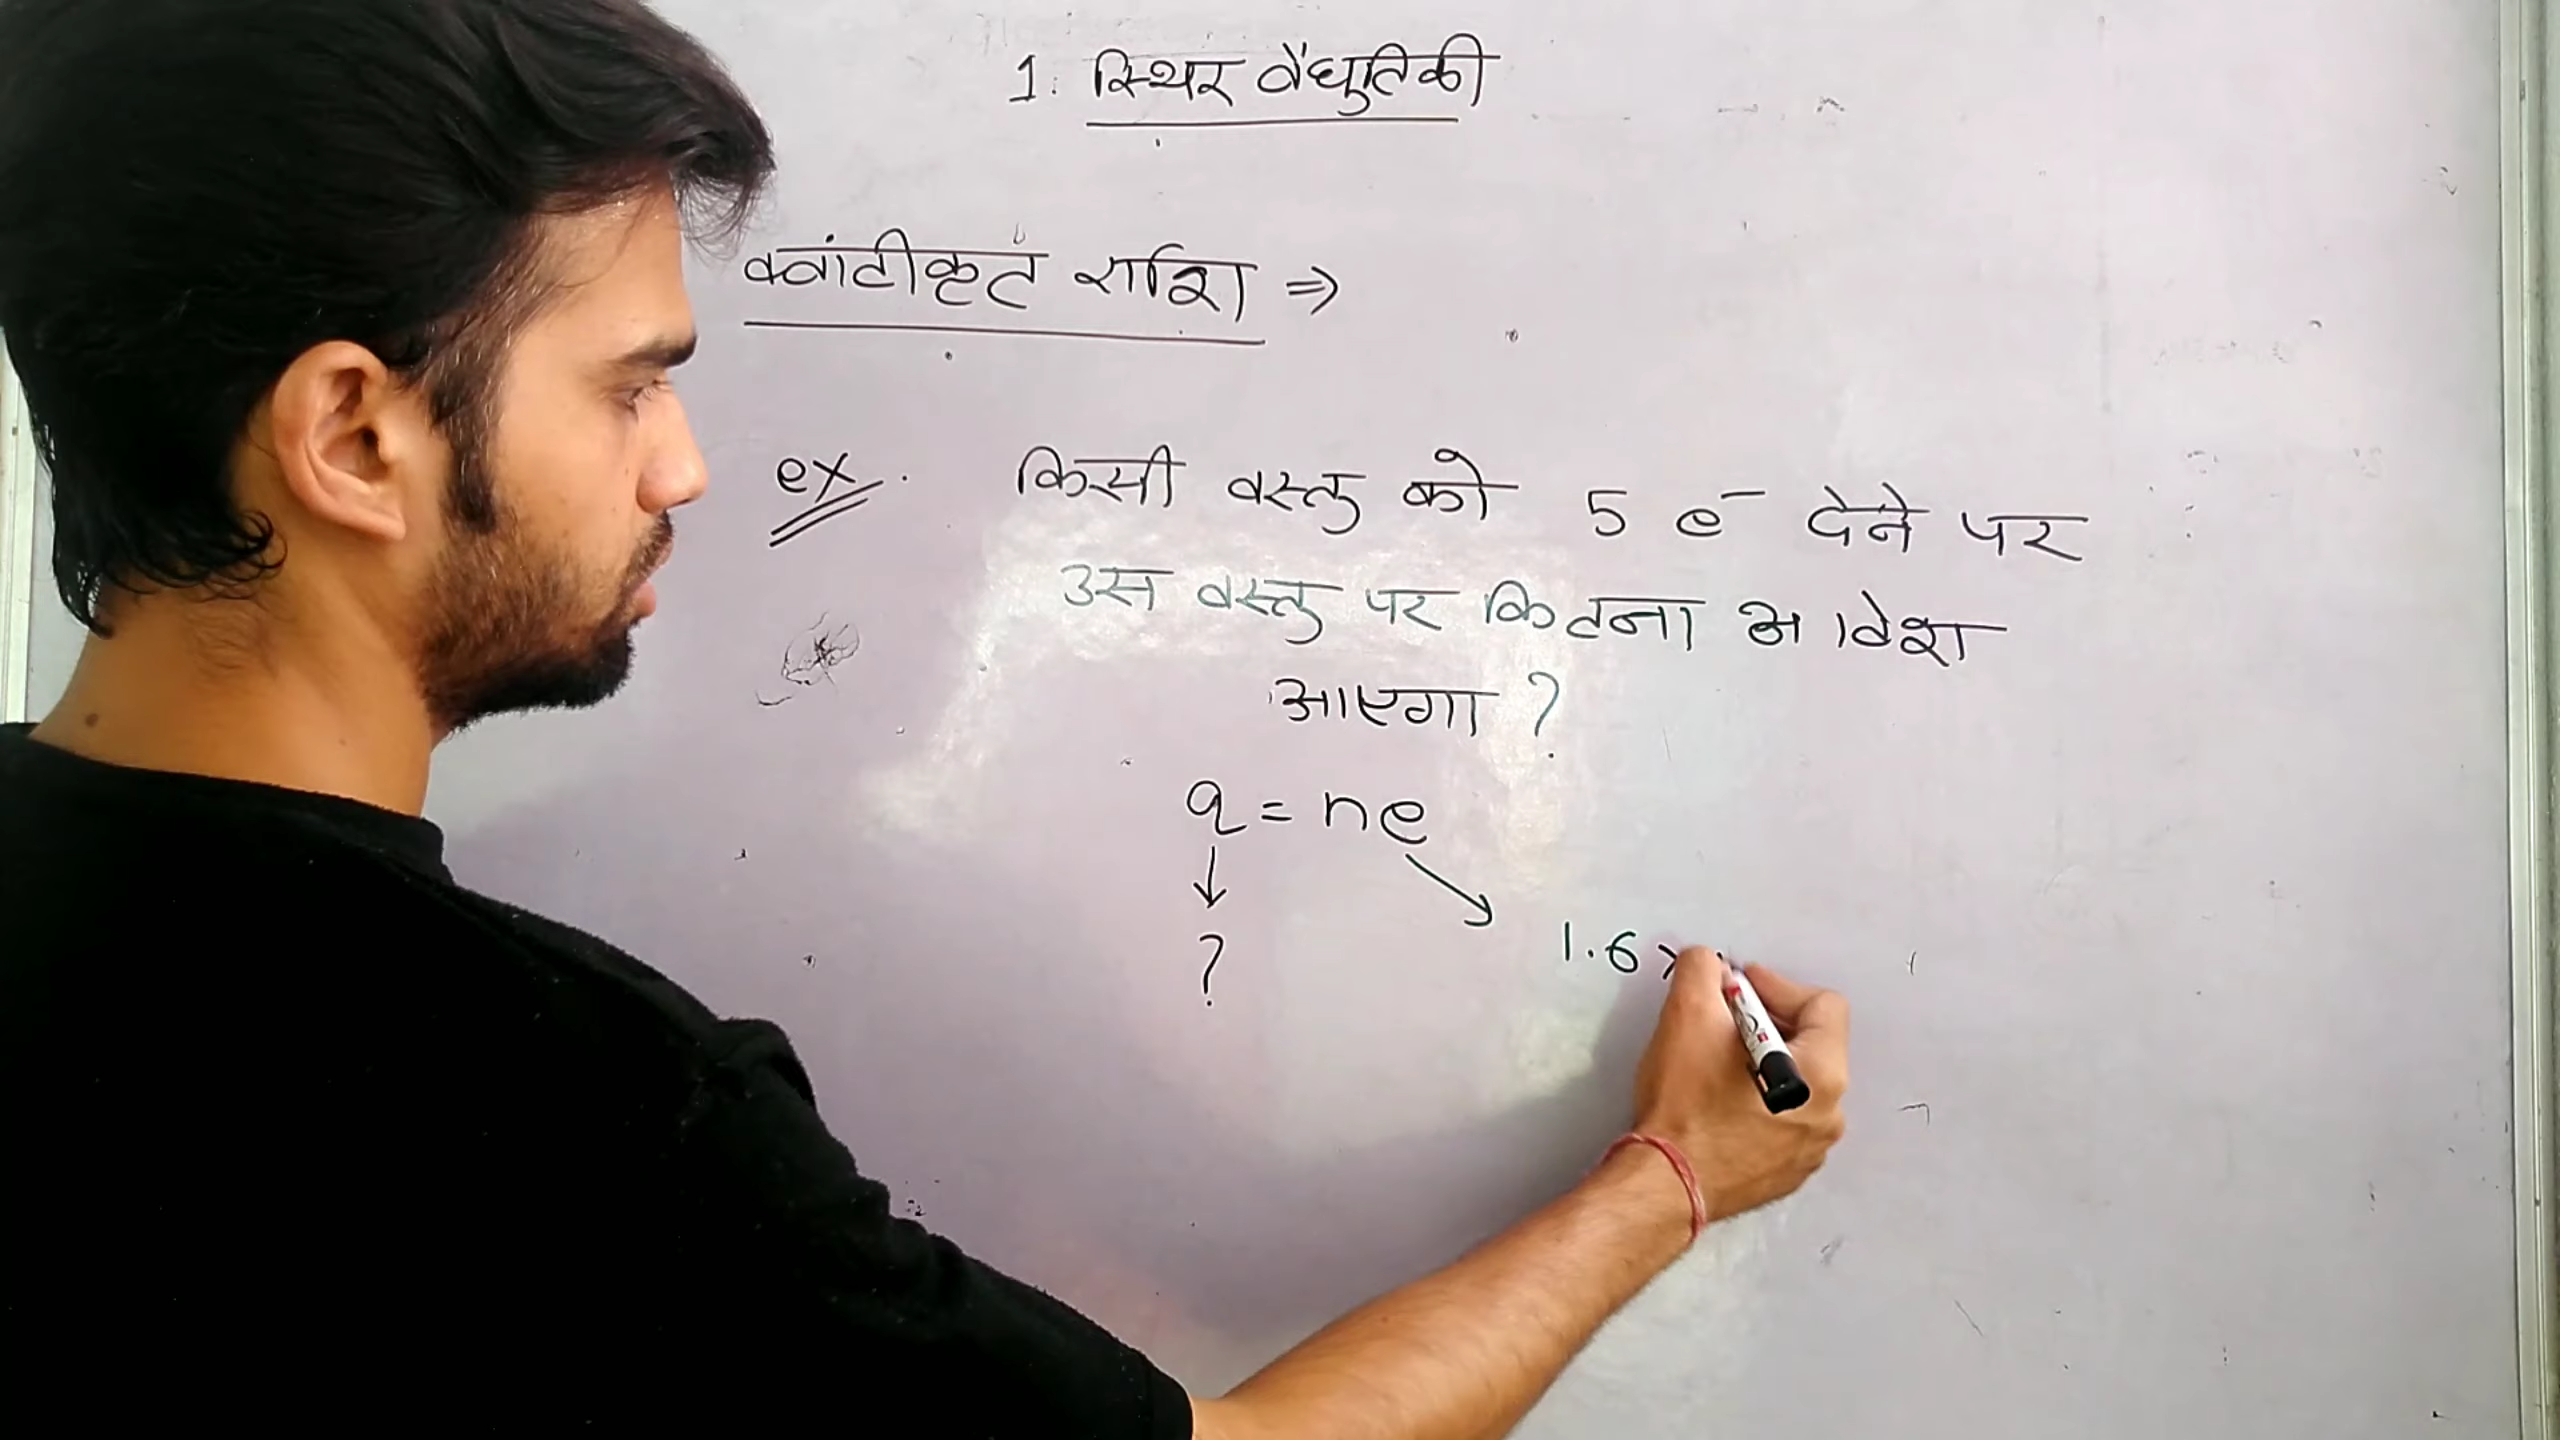 1. स्थिर वैद्युतिकी
क्वांटीकृत राशि ⇒
ex. किसी वस्तु को 5 e⁻ देने पर
उस वस्तु पर कितना आवेश
आएगा ?
q = ne
↓ ↘
? 1.6 ×